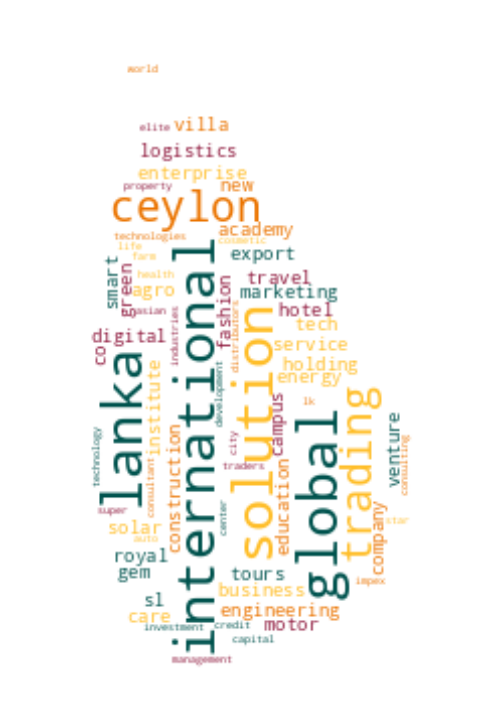 world
elite
villa
logistics
enterprise
property
new
ceylon
academy
technologies
cosmetic
life
farm
export
smart
green
health
agro
asian
travel
marketing
hotel
fashion
distributors
industries
international
tech
digital
co
service
lanka
solution
holding
energy
institute
development
lk
campus
global
trading
venture
consulting
technology
consultant
construction
city
traders
education
super
center
company
star
solar
auto
royal
gem
tours
impex
business
sl
care
engineering
investment
credit
motor
capital
management